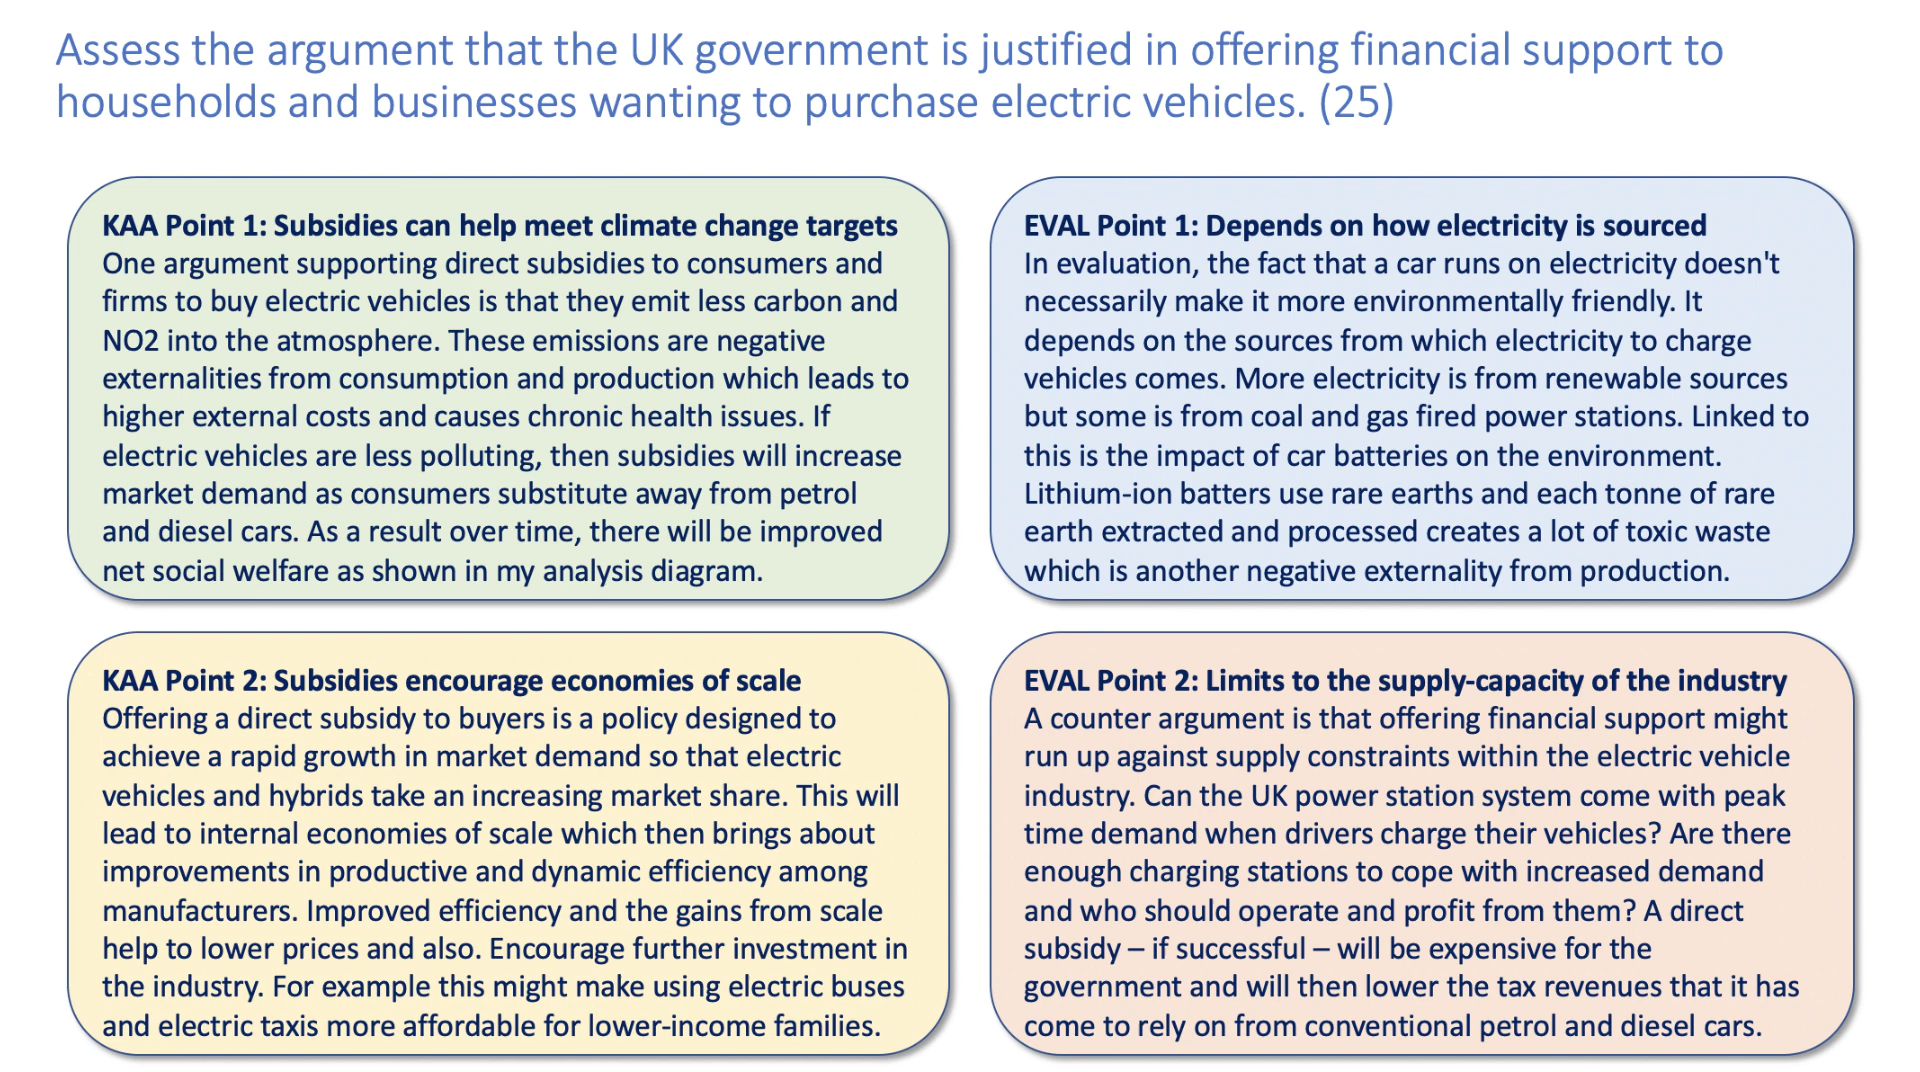 Assess the argument that the UK government is justified in offering financial support to
households and businesses wanting to purchase electric vehicles. (25)
KAA Point 1: Subsidies can help meet climate change targets
One argument supporting direct subsidies to consumers and
firms to buy electric vehicles is that they emit less carbon and
NO2 into the atmosphere. These emissions are negative
externalities from consumption and production which leads to
higher external costs and causes chronic health issues. If
electric vehicles are less polluting, then subsidies will increase
market demand as consumers substitute away from petrol
and diesel cars. As a result over time, there will be improved
net social welfare as shown in my analysis diagram.
EVAL Point 1: Depends on how electricity is sourced
In evaluation, the fact that a car runs on electricity doesn't
necessarily make it more environmentally friendly. It
depends on the sources from which electricity to charge
vehicles comes. More electricity is from renewable sources
but some is from coal and gas fired power stations. Linked to
this is the impact of car batteries on the environment.
Lithium-ion batters use rare earths and each tonne of rare
earth extracted and processed creates a lot of toxic waste
which is another negative externality from production.
KAA Point 2: Subsidies encourage economies of scale
Offering a direct subsidy to buyers is a policy designed to
achieve a rapid growth in market demand so that electric
vehicles and hybrids take an increasing market share. This will
lead to internal economies of scale which then brings about
improvements in productive and dynamic efficiency among
manufacturers. Improved efficiency and the gains from scale
help to lower prices and also. Encourage further investment in
the industry. For example this might make using electric buses
and electric taxis more affordable for lower-income families.
EVAL Point 2: Limits to the supply-capacity of the industry
A counter argument is that offering financial support might
run up against supply constraints within the electric vehicle
industry. Can the UK power station system come with peak
time demand when drivers charge their vehicles? Are there
enough charging stations to cope with increased demand
and who should operate and profit from them? A direct
subsidy – if successful – will be expensive for the
government and will then lower the tax revenues that it has
come to rely on from conventional petrol and diesel cars.